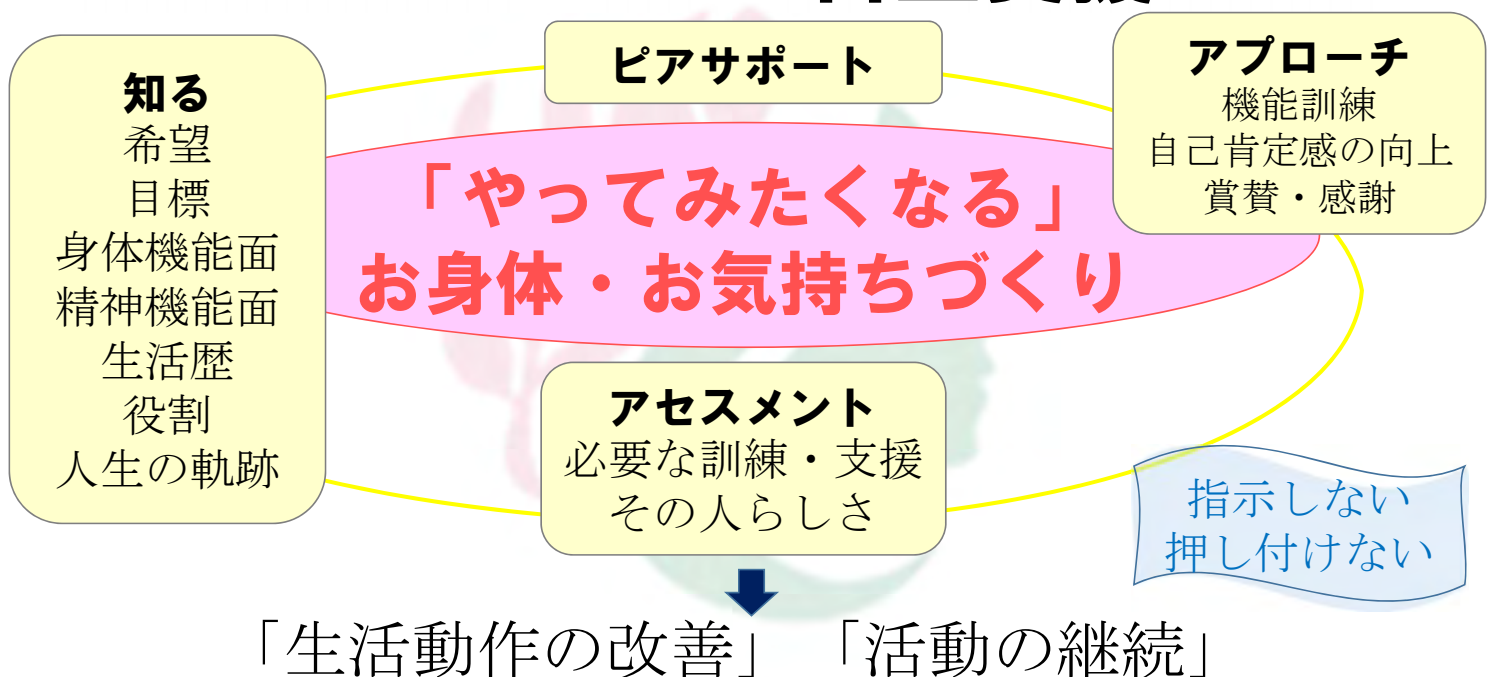 知る
希望
目標
身体機能面
精神機能面
生活歴
役割
人生の軌跡
ピアサポート
アプローチ
機能訓練
自己肯定感の向上
賞賛・感謝
「やってみたくなる」
お身体・お気持ちづくり
アセスメント
必要な訓練・支援
その人らしさ
指示しない
押し付けない
「生活動作の改善」「活動の継続」